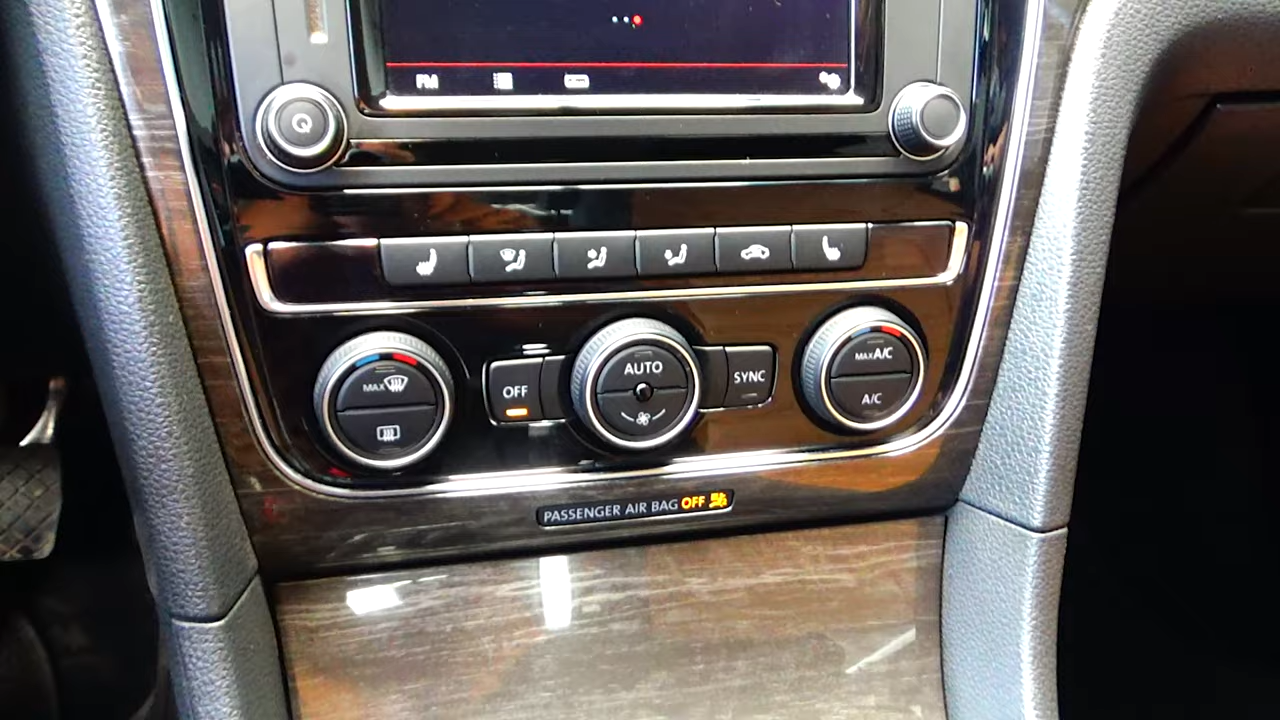 FM
MAX
OFF
AUTO
SYNC
MAX A/C
A/C
PASSENGER AIR BAG OFF